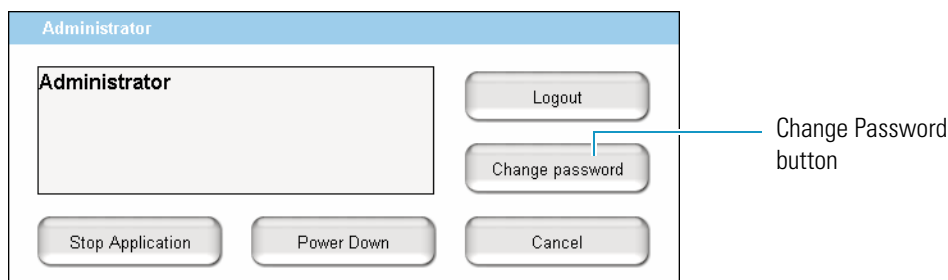 Administrator
Administrator
Logout
Change password
Change Password
button
Stop Application
Power Down
Cancel